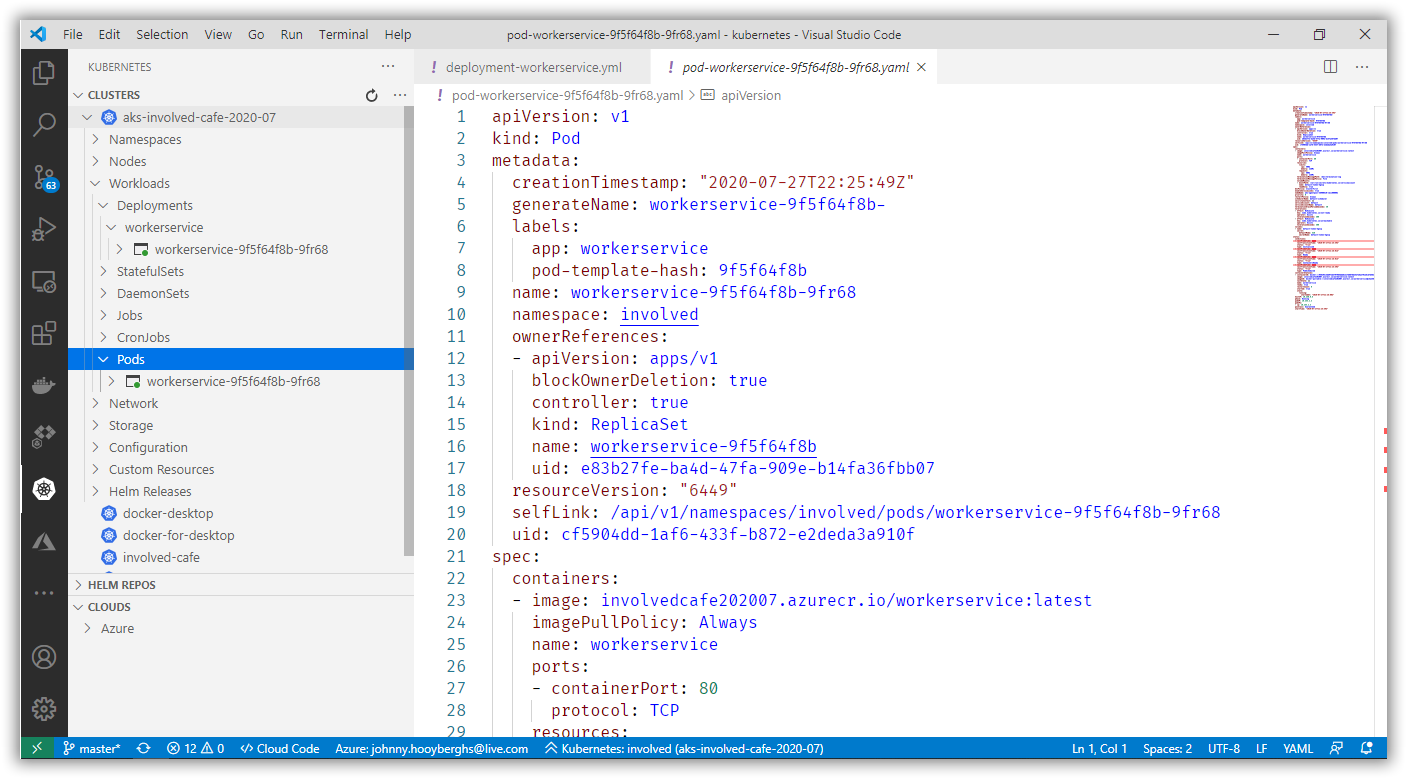 File Edit Selection View Go Run Terminal Help pod-workerservice-9f5f64f8b-9fr68.yaml - kubernetes - Visual Studio Code
KUBERNETES ···
CLUSTERS ···
aks-involved-cafe-2020-07
Namespaces
Nodes
Workloads
Deployments
workerservice
workerservice-9f5f64f8b-9fr68
StatefulSets
DaemonSets
Jobs
CronJobs
Pods
workerservice-9f5f64f8b-9fr68
Network
Storage
Configuration
Custom Resources
Helm Releases
docker-desktop
docker-for-desktop
involved-cafe
HELM REPOS
CLOUDS
Azure
63
! deployment-workerservice.yml ! pod-workerservice-9f5f64f8b-9fr68.yaml
! pod-workerservice-9f5f64f8b-9fr68.yaml > abc apiVersion
1 apiVersion: v1
2 kind: Pod
3 metadata:
4 creationTimestamp: "2020-07-27T22:25:49Z"
5 generateName: workerservice-9f5f64f8b-
6 labels:
7 app: workerservice
8 pod-template-hash: 9f5f64f8b
9 name: workerservice-9f5f64f8b-9fr68
10 namespace: involved
11 ownerReferences:
12 - apiVersion: apps/v1
13 blockOwnerDeletion: true
14 controller: true
15 kind: ReplicaSet
16 name: workerservice-9f5f64f8b
17 uid: e83b27fe-ba4d-47fa-909e-b14fa36fbb07
18 resourceVersion: "6449"
19 selfLink: /api/v1/namespaces/involved/pods/workerservice-9f5f64f8b-9fr68
20 uid: cf5904dd-1af6-433f-b872-e2deda3a910f
21 spec:
22 containers:
23 - image: involvedcafe202007.azurecr.io/workerservice:latest
24 imagePullPolicy: Always
25 name: workerservice
26 ports:
27 - containerPort: 80
28 protocol: TCP
29 resources:
master* 12 0 Cloud Code Azure: johnny.hooyberghs@live.com Kubernetes: involved (aks-involved-cafe-2020-07) Ln 1, Col 1 Spaces: 2 UTF-8 LF YAML